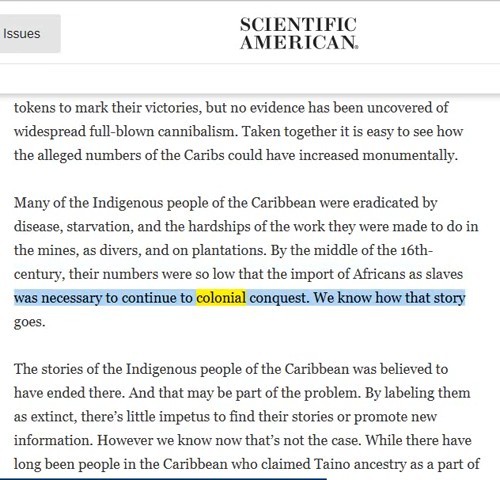 Issues
SCIENTIFIC
AMERICAN®
tokens to mark their victories, but no evidence has been uncovered of
widespread full-blown cannibalism. Taken together it is easy to see how
the alleged numbers of the Caribs could have increased monumentally.
Many of the Indigenous people of the Caribbean were eradicated by
disease, starvation, and the hardships of the work they were made to do in
the mines, as divers, and on plantations. By the middle of the 16th-
century, their numbers were so low that the import of Africans as slaves
was necessary to continue to colonial conquest. We know how that story
goes.
The stories of the Indigenous people of the Caribbean was believed to
have ended there. And that may be part of the problem. By labeling them
as extinct, there’s little impetus to find their stories or promote new
information. However we know now that’s not the case. While there have
long been people in the Caribbean who claimed Taino ancestry as a part of